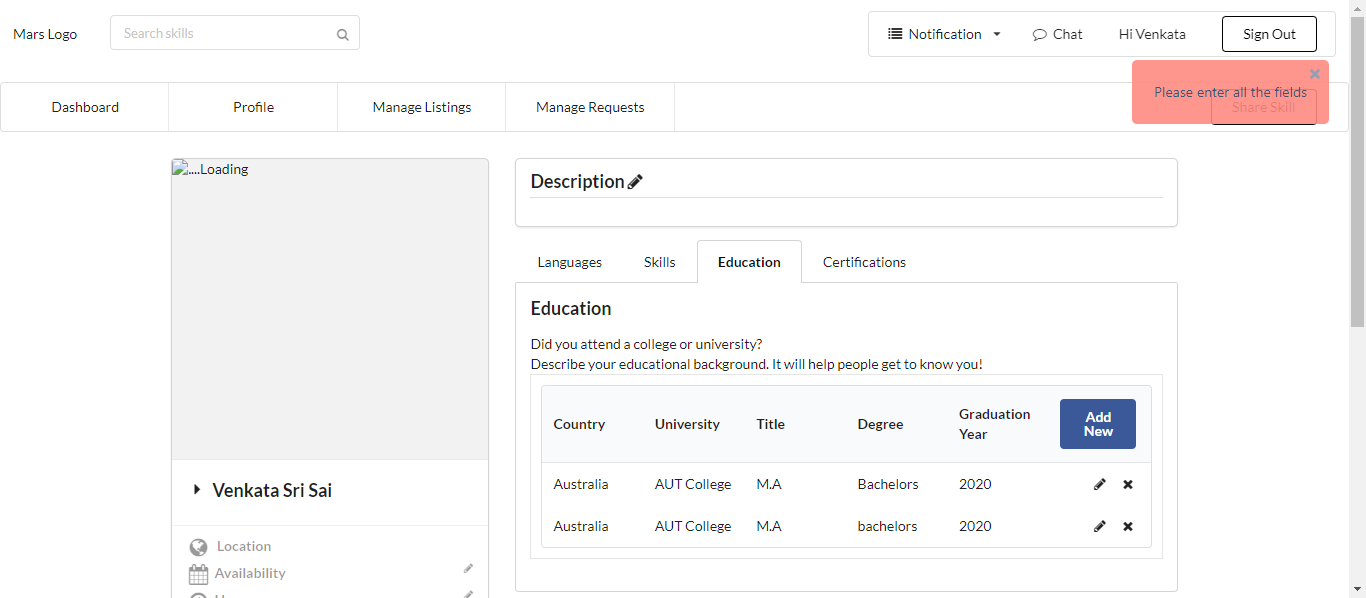 Mars Logo
Search skills
Notification
Chat
Hi Venkata
Sign Out
Please enter all the fields
Dashboard
Profile
Manage Listings
Manage Requests
Share Skill
....Loading
Description
Languages
Skills
Education
Certifications
Education
Did you attend a college or university?
Describe your educational background. It will help people get to know you!
Country University Title Degree Graduation Year Add New
Australia AUT College M.A Bachelors 2020
Australia AUT College M.A bachelors 2020
Venkata Sri Sai
Location
Availability